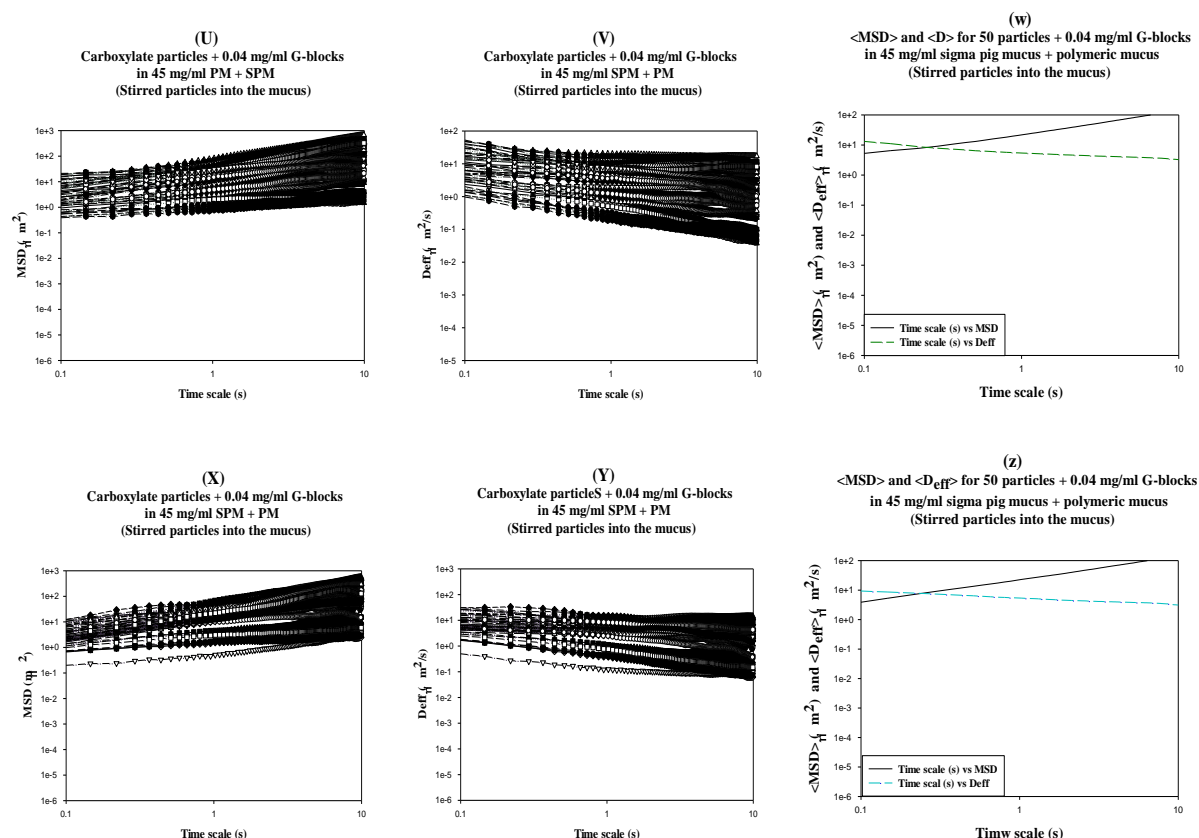 (U)
Carboxylate particles + 0.04 mg/ml G-blocks
in 45 mg/ml PM + SPM
(Stirred particles into the mucus)
1e+3
1e+2
1e+1
1e+0
1e-1
1e-2
1e-3
1e-4
1e-5
1e-6
0.1
1
10
Time scale (s)
(V)
Carboxylate particles + 0.04 mg/ml G-blocks
in 45 mg/ml SPM + PM
(Stirred particles into the mucus)
1e+2
1e+1
1e+0
1e-1
1e-2
1e-3
1e-4
1e-5
0.1
1
10
Time scale (s)
(w)
<MSD> and <D> for 50 particles + 0.04 mg/ml G-blocks
in 45 mg/ml sigma pig mucus + polymeric mucus
(Stirred particles into the mucus)
1e+2
1e+1
1e+0
1e-1
1e-2
1e-3
1e-4
1e-5
1e-6
Time scale (s) vs MSD
Time scale (s) vs Deff
0.1
1
10
Time scale (s)
(X)
Carboxylate particles + 0.04 mg/ml G-blocks
in 45 mg/ml SPM + PM
(Stirred particles into the mucus)
1e+3
1e+2
1e+1
1e+0
1e-1
1e-2
1e-3
1e-4
1e-5
1e-6
0.1
1
10
Time scale (s)
(Y)
Carboxylate particleS + 0.04 mg/ml G-blocks
in 45 mg/ml SPM + PM
(Stirred particles into the mucus)
1e+3
1e+2
1e+1
1e+0
1e-1
1e-2
1e-3
1e-4
1e-5
1e-6
0.1
1
10
Time scale (s)
(z)
<MSD> and <Deff> for 50 particles + 0.04 mg/ml G-blocks
in 45 mg/ml sigma pig mucus + polymeric mucus
(Stirred particles into the mucus)
1e+2
1e+1
1e+0
1e-1
1e-2
1e-3
1e-4
1e-5
1e-6
Time scale (s) vs MSD
Time scal (s) vs Deff
0.1
1
10
Timw scale (s)